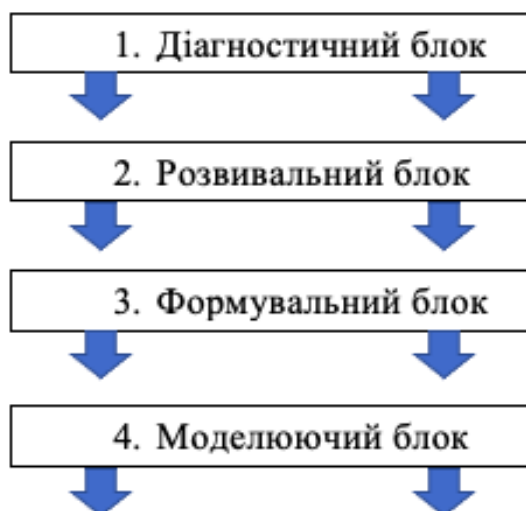 1. Діагностичний блок
2. Розвивальний блок
3. Формувальний блок
4. Моделюючий блок